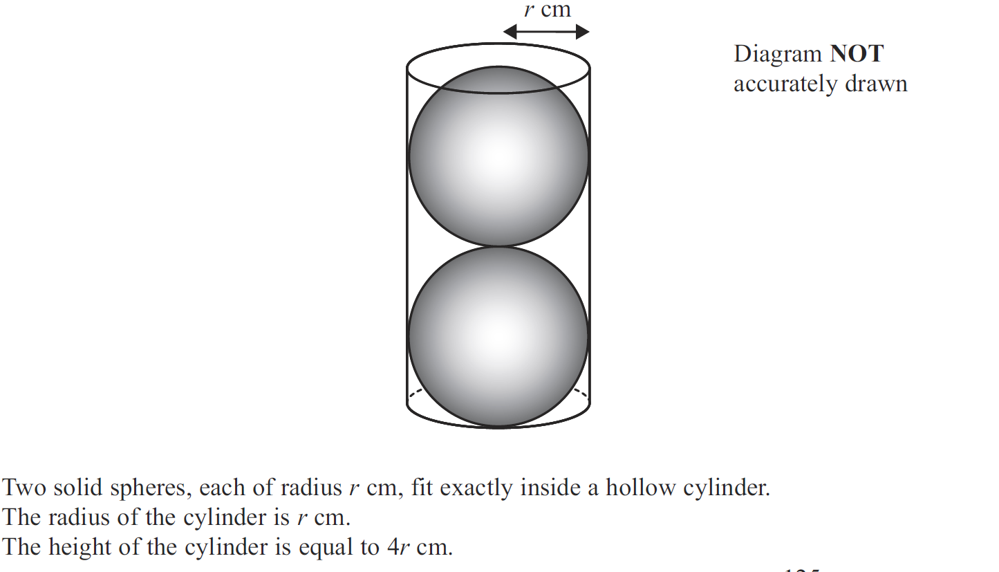 r cm
Diagram NOT
accurately drawn
Two solid spheres, each of radius r cm, fit exactly inside a hollow cylinder.
The radius of the cylinder is r cm.
The height of the cylinder is equal to 4r cm.